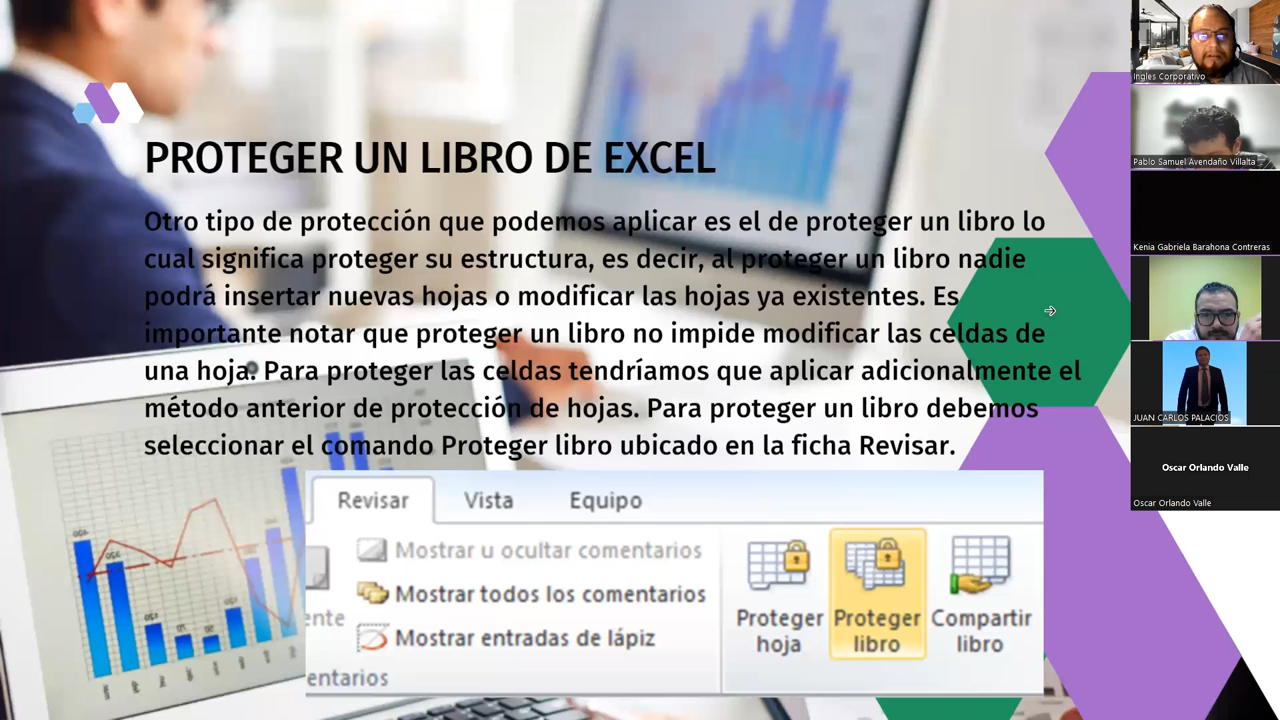 PROTEGER UN LIBRO DE EXCEL
Otro tipo de protección que podemos aplicar es el de proteger un libro lo
cual significa proteger su estructura, es decir, al proteger un libro nadie
podrá insertar nuevas hojas o modificar las hojas ya existentes. Es
importante notar que proteger un libro no impide modificar las celdas de
una hoja. Para proteger las celdas tendríamos que aplicar adicionalmente el
método anterior de protección de hojas. Para proteger un libro debemos
seleccionar el comando Proteger libro ubicado en la ficha Revisar.
Revisar Vista Equipo
Mostrar u ocultar comentarios
Mostrar todos los comentarios
Mostrar entradas de lápiz
ente
entarios
Proteger hoja
Proteger libro
Compartir libro
Ingles Corporativo
Pablo Samuel Avendaño Villalta
Kenia Gabriela Barahona Contreras
JUAN CARLOS PALACIOS
Oscar Orlando Valle
Oscar Orlando Valle